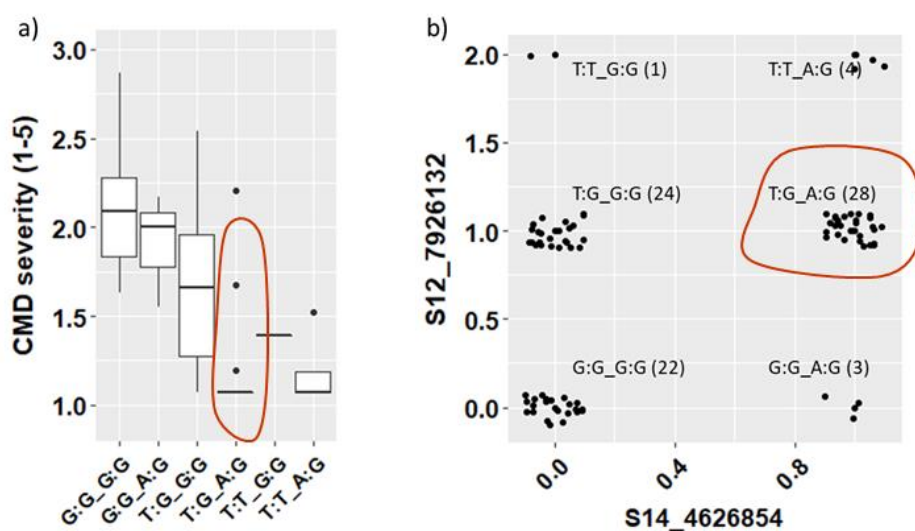 a)
CMD severity (1-5)
3.0
2.5
2.0
1.5
1.0
G:G_G:G
G:G_A:G
T:G_G:G
T:G_A:G
T:T_G:G
T:T_A:G
b)
S12_7926132
2.0
1.5
1.0
0.5
0.0
T:T_G:G (1)
T:T_A:G (4)
T:G_G:G (24)
T:G_A:G (28)
G:G_G:G (22)
G:G_A:G (3)
0.0
0.4
0.8
S14_4626854